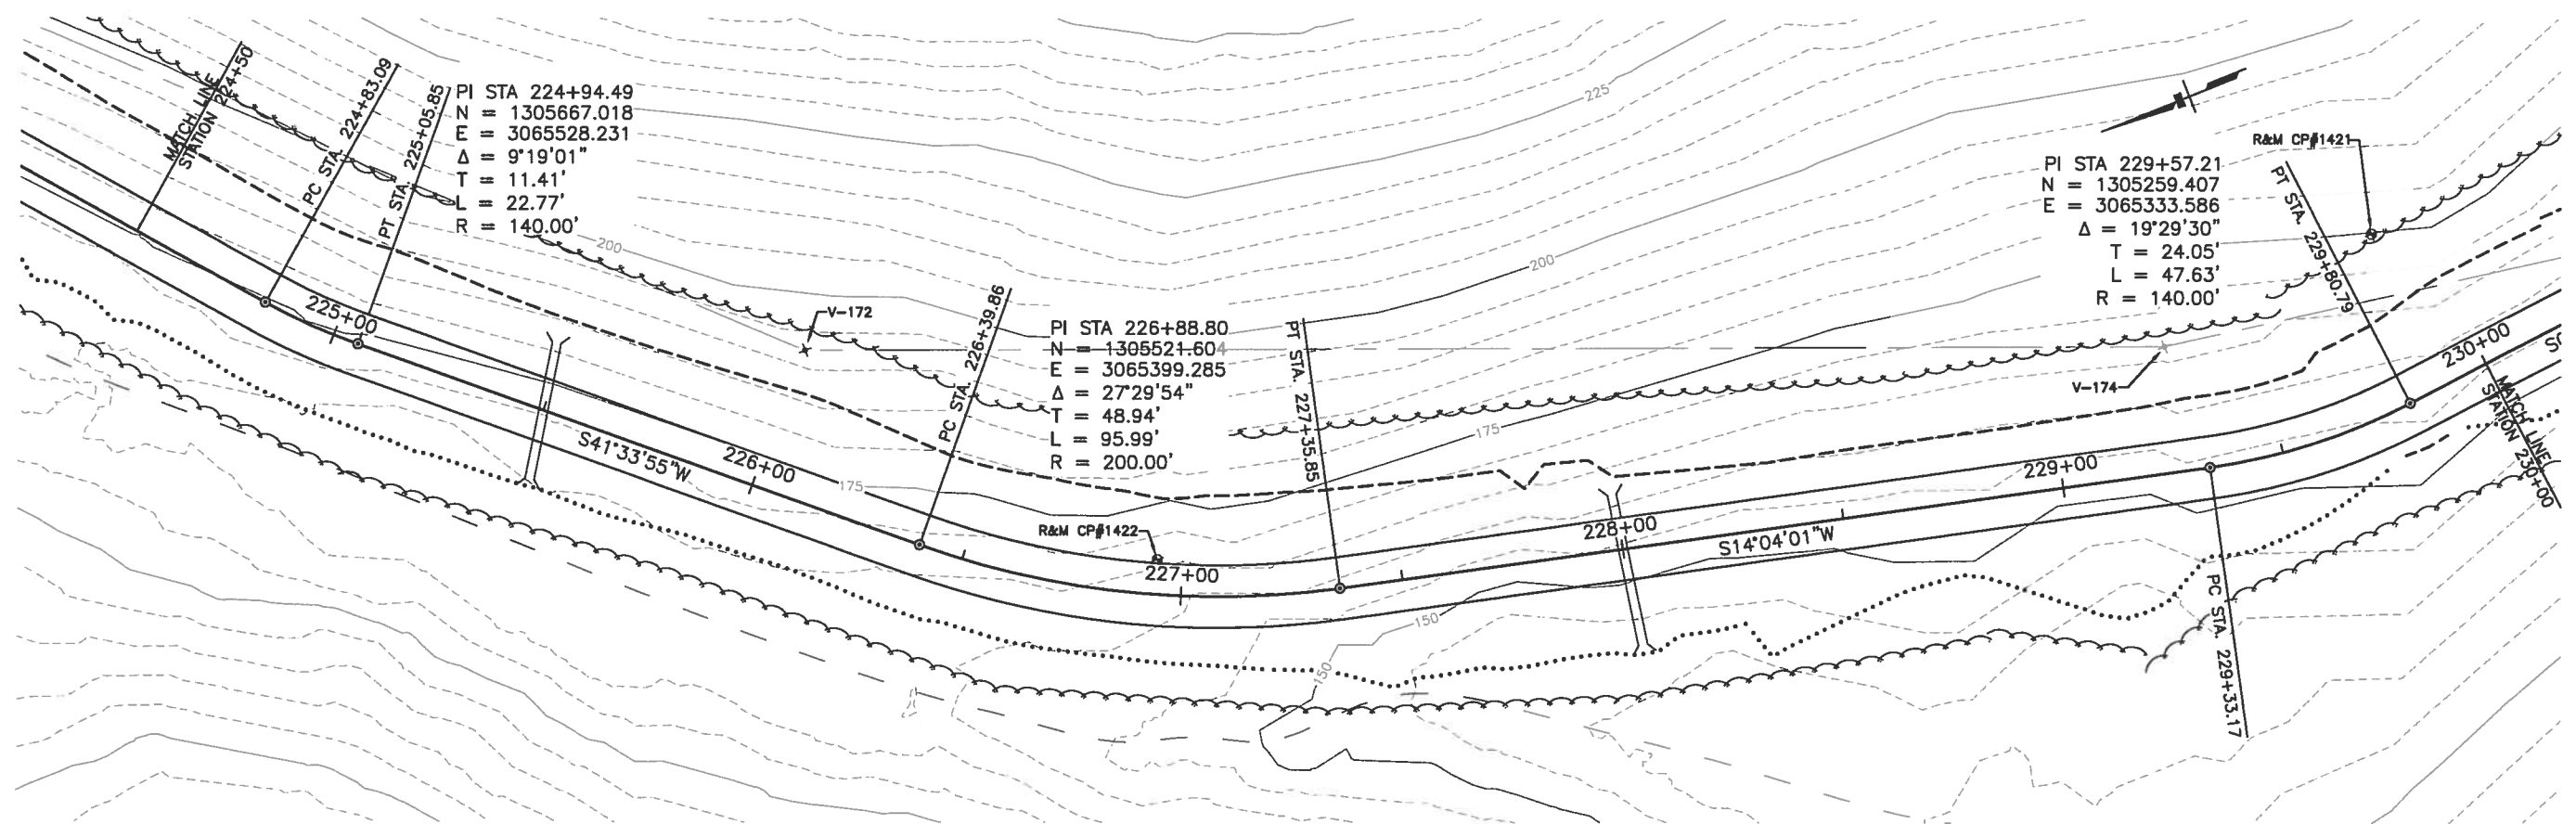 MATCH LINE
STATION 224+50
PC STA. 224+83.09
PT STA. 225+05.85
PI STA 224+94.49
N = 1305667.018
E = 3065528.231
Δ = 9°19'01"
T = 11.41'
L = 22.77'
R = 140.00'
200
225
V-172
225+00
S41°33'55"W
226+00
175
PC STA. 226+39.86
PI STA 226+88.80
N = 1305521.604
E = 3065399.285
Δ = 27°29'54"
T = 48.94'
L = 95.99'
R = 200.00'
R&M CP#1422
227+00
PT STA. 227+35.85
200
175
150
150
228+00
S14°04'01"W
229+00
V-174
R&M CP#1421
PI STA 229+57.21
N = 1305259.407
E = 3065333.586
Δ = 19°29'30"
T = 24.05'
L = 47.63'
R = 140.00'
PT STA. 229+80.79
PC STA. 229+33.17
230+00
MATCH LINE
STATION 230+00